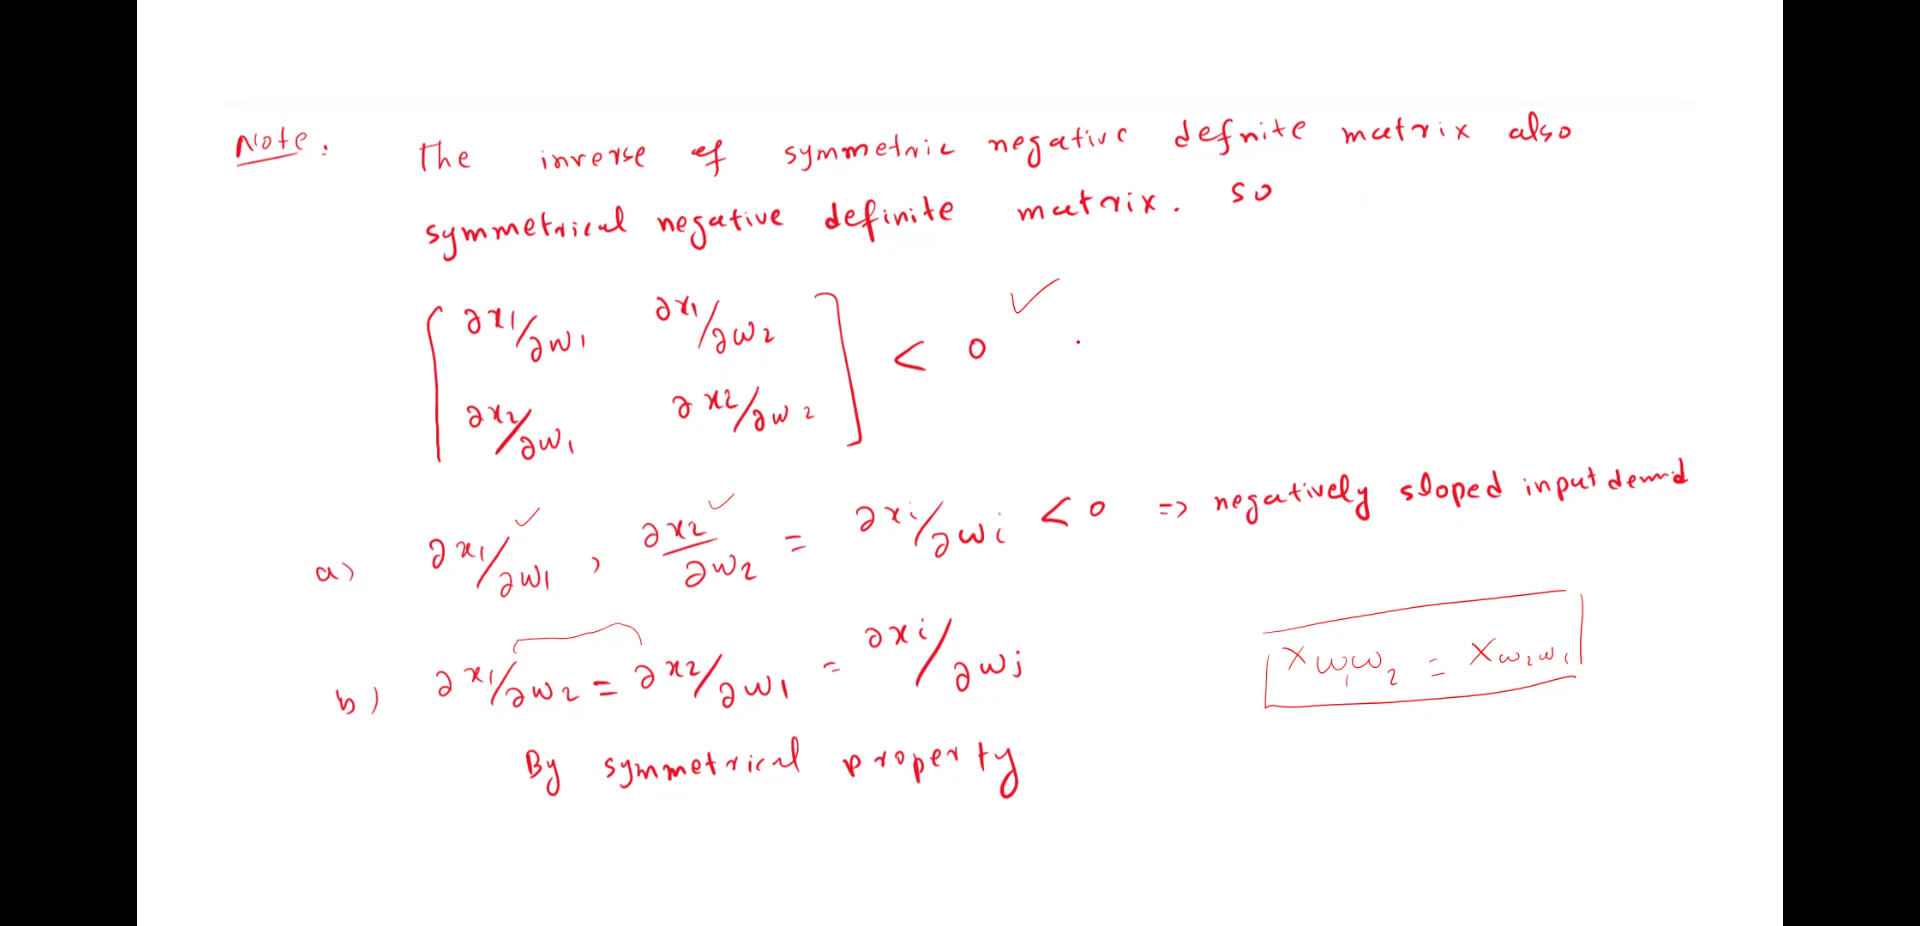 Note: The inverse of symmetric negative definite matrix also
symmetrical negative definite matrix. so
[ ∂x1/∂w1 ∂x1/∂w2
∂x2/∂w1 ∂x2/∂w2 ] < 0 ✓
a) ∂x1/∂w1 ✓, ∂x2/∂w2 ✓ = ∂xi/∂wi < 0 => negatively sloped input demnd
b) ∂x1/∂w2 = ∂x2/∂w1 = ∂xi/∂wj
Xw1w2 = Xw2w1
By symmetrical property